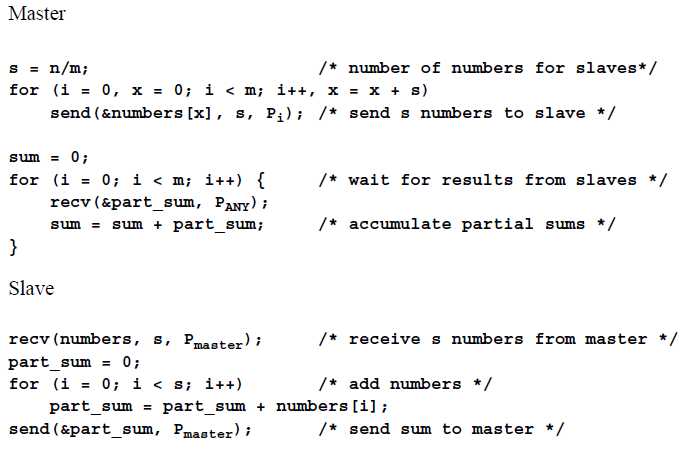 Master
s = n/m; /* number of numbers for slaves*/
for (i = 0, x = 0; i < m; i++, x = x + s)
send(&numbers[x], s, Pi); /* send s numbers to slave */
sum = 0;
for (i = 0; i < m; i++) { /* wait for results from slaves */
recv(&part_sum, PANY);
sum = sum + part_sum; /* accumulate partial sums */
}
Slave
recv(numbers, s, Pmaster); /* receive s numbers from master */
part_sum = 0;
for (i = 0; i < s; i++) /* add numbers */
part_sum = part_sum + numbers[i];
send(&part_sum, Pmaster); /* send sum to master */